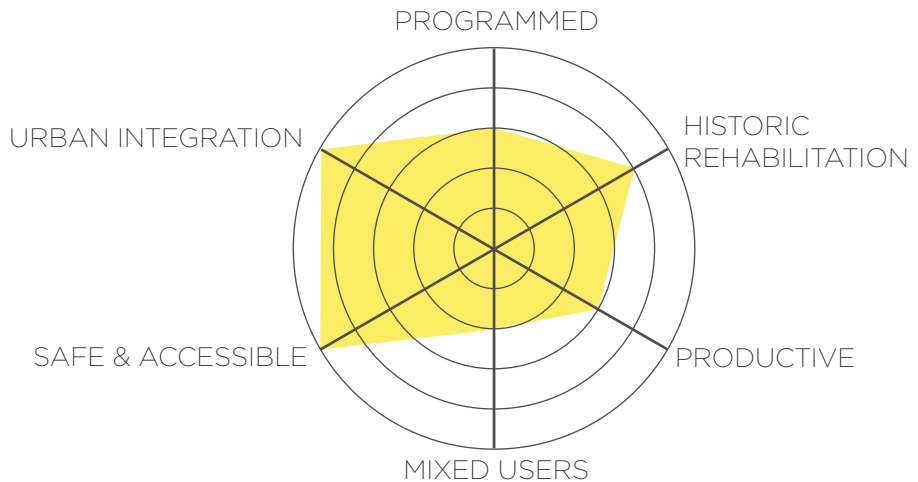 PROGRAMMED
URBAN INTEGRATION
HISTORIC
REHABILITATION
SAFE & ACCESSIBLE
PRODUCTIVE
MIXED USERS